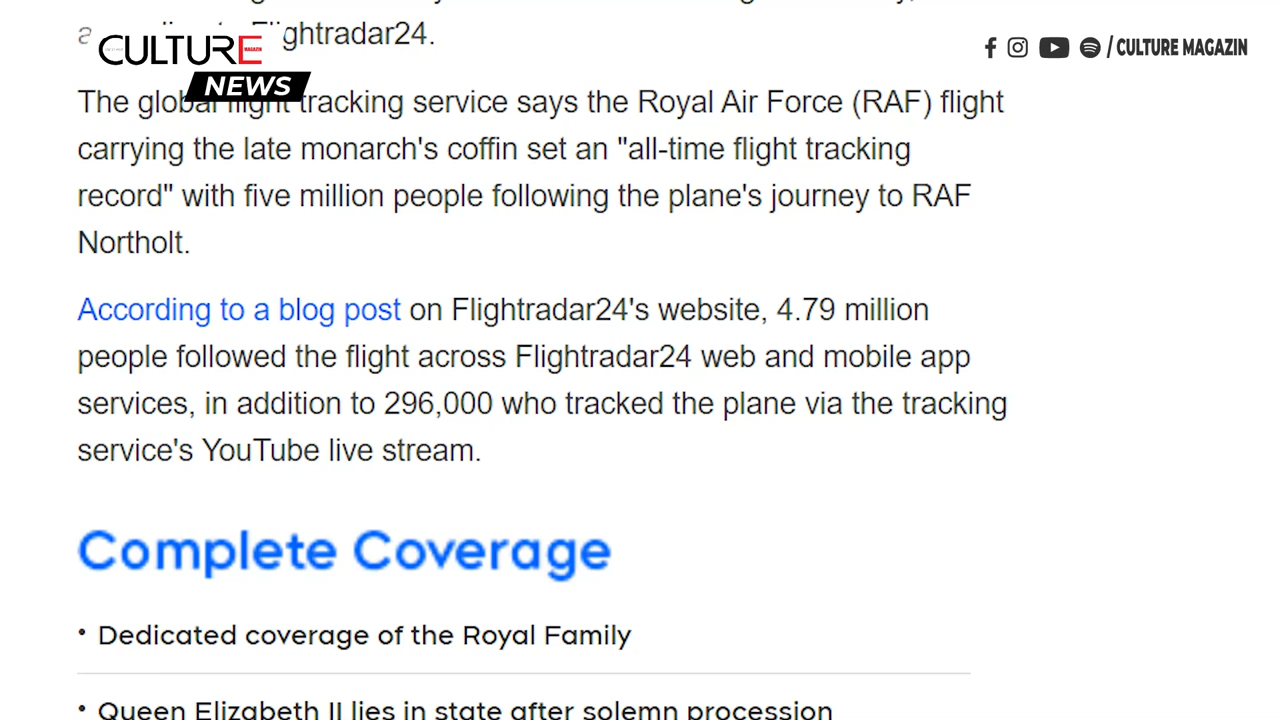 Flightradar24.
CULTURE
MAGAZIN
NEWS
/ CULTURE MAGAZIN
The global flight tracking service says the Royal Air Force (RAF) flight
carrying the late monarch's coffin set an "all-time flight tracking
record" with five million people following the plane's journey to RAF
Northolt.
According to a blog post on Flightradar24's website, 4.79 million
people followed the flight across Flightradar24 web and mobile app
services, in addition to 296,000 who tracked the plane via the tracking
service's YouTube live stream.
Complete Coverage
• Dedicated coverage of the Royal Family
• Queen Elizabeth II lies in state after solemn procession